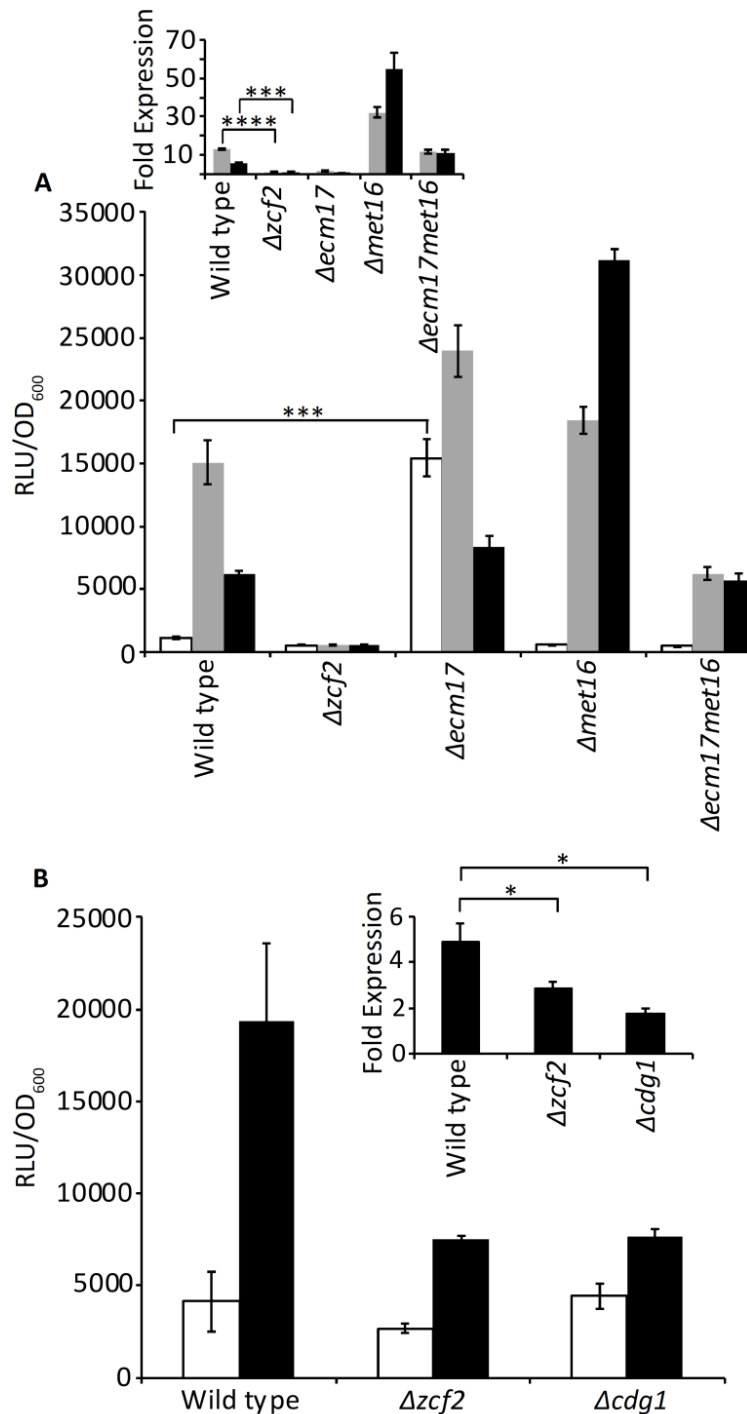 70
50
30
10
Fold Expression
***
****
Wild type
Δzcf2
Δecm17
Δmet16
Δecm17met16
A
35000
30000
25000
20000
15000
10000
5000
0
RLU/OD600
***
Wild type
Δzcf2
Δecm17
Δmet16
Δecm17met16
B
25000
20000
15000
10000
5000
0
RLU/OD600
6
4
2
0
Fold Expression
*
*
Wild type
Δzcf2
Δcdg1
Wild type
Δzcf2
Δcdg1